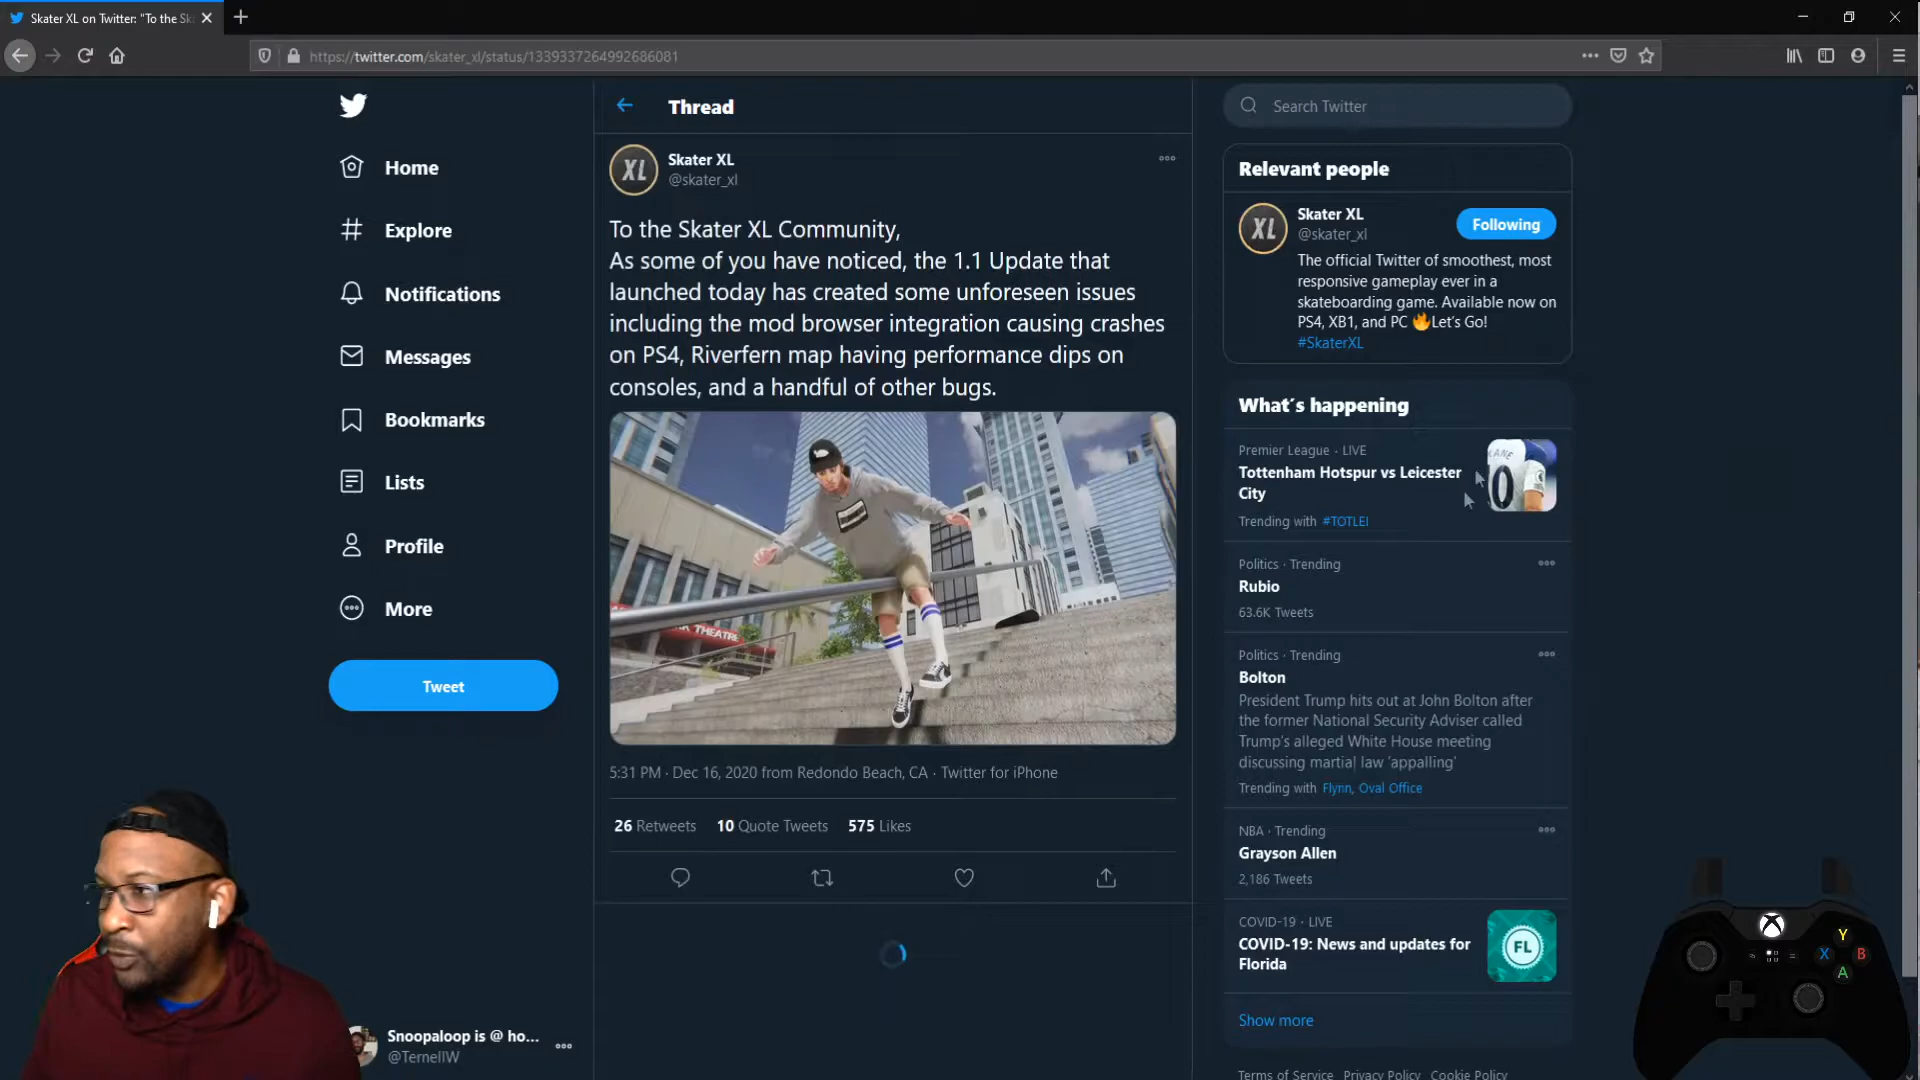 Skater XL on Twitter: "To the Sk
https://twitter.com/skater_xl/status/1339337264992686081
Home
Explore
Notifications
Messages
Bookmarks
Lists
Profile
More
Tweet
Snoopaloop is @ ho...
@TernellW
Thread
Skater XL
@skater_xl
To the Skater XL Community,
As some of you have noticed, the 1.1 Update that
launched today has created some unforeseen issues
including the mod browser integration causing crashes
on PS4, Riverfern map having performance dips on
consoles, and a handful of other bugs.
THEATRE
5:31 PM · Dec 16, 2020 from Redondo Beach, CA · Twitter for iPhone
26 Retweets 10 Quote Tweets 575 Likes
Search Twitter
Relevant people
XL
Skater XL
@skater_xl
Following
The official Twitter of smoothest, most
responsive gameplay ever in a
skateboarding game. Available now on
PS4, XB1, and PC 🔥Let's Go!
#SkaterXL
What's happening
Premier League · LIVE
Tottenham Hotspur vs Leicester
City
Trending with #TOTLEI
Politics · Trending
Rubio
63.6K Tweets
Politics · Trending
Bolton
President Trump hits out at John Bolton after
the former National Security Adviser called
Trump's alleged White House meeting
discussing martial law 'appalling'
Trending with Flynn, Oval Office
NBA · Trending
Grayson Allen
2,186 Tweets
COVID-19 · LIVE
COVID-19: News and updates for
Florida
FL
Show more
Terms of Service Privacy Policy Cookie Policy
Y
X
B
A
XL